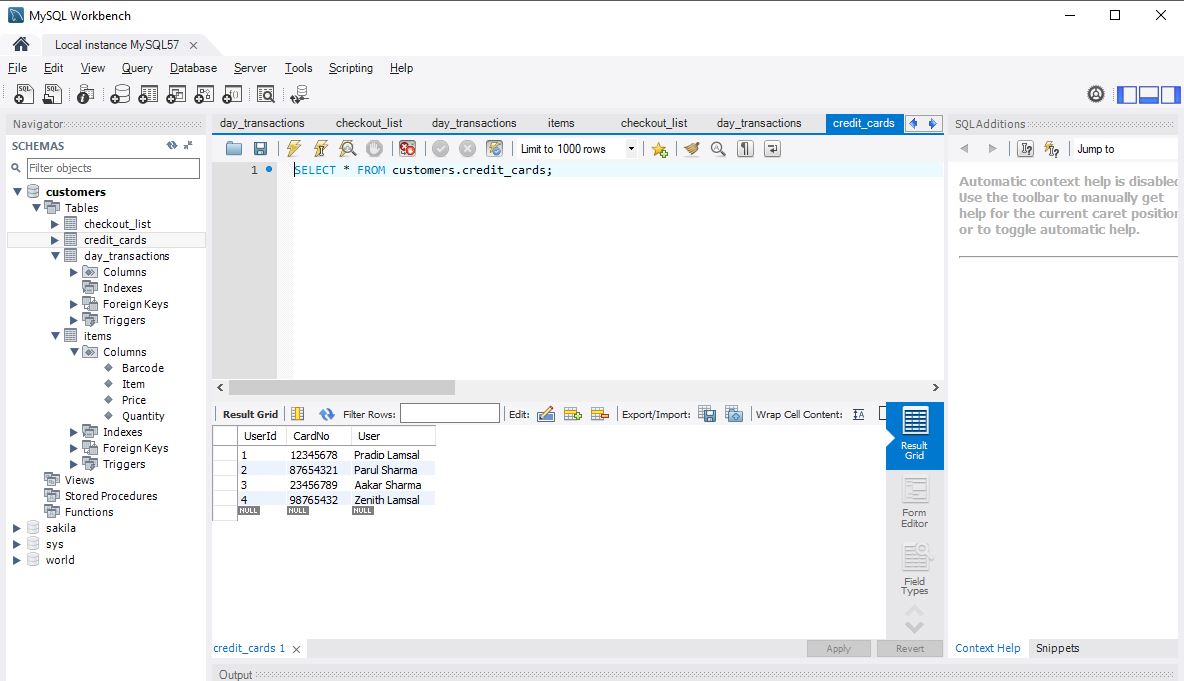 MySQL Workbench
Local instance MySQL57
File Edit View Query Database Server Tools Scripting Help
Navigator
SCHEMAS
Filter objects
customers
Tables
checkout_list
credit_cards
day_transactions
Columns
Indexes
Foreign Keys
Triggers
items
Columns
Barcode
Item
Price
Quantity
Indexes
Foreign Keys
Triggers
Views
Stored Procedures
Functions
sakila
sys
world
day_transactions checkout_list day_transactions items checkout_list day_transactions credit_cards
Limit to 1000 rows
1 SELECT * FROM customers.credit_cards;
Result Grid Filter Rows: Edit: Export/Import: Wrap Cell Content:
UserId CardNo User
1 12345678 Pradip Lamsal
2 87654321 Parul Sharma
3 23456789 Aakar Sharma
4 98765432 Zenith Lamsal
NULL NULL NULL
Result
Grid
Form
Editor
Field
Types
credit_cards 1
Apply Revert
Output
SQLAdditions
Jump to
Automatic context help is disabled
Use the toolbar to manually get
help for the current caret position
or to toggle automatic help.
Context Help Snippets